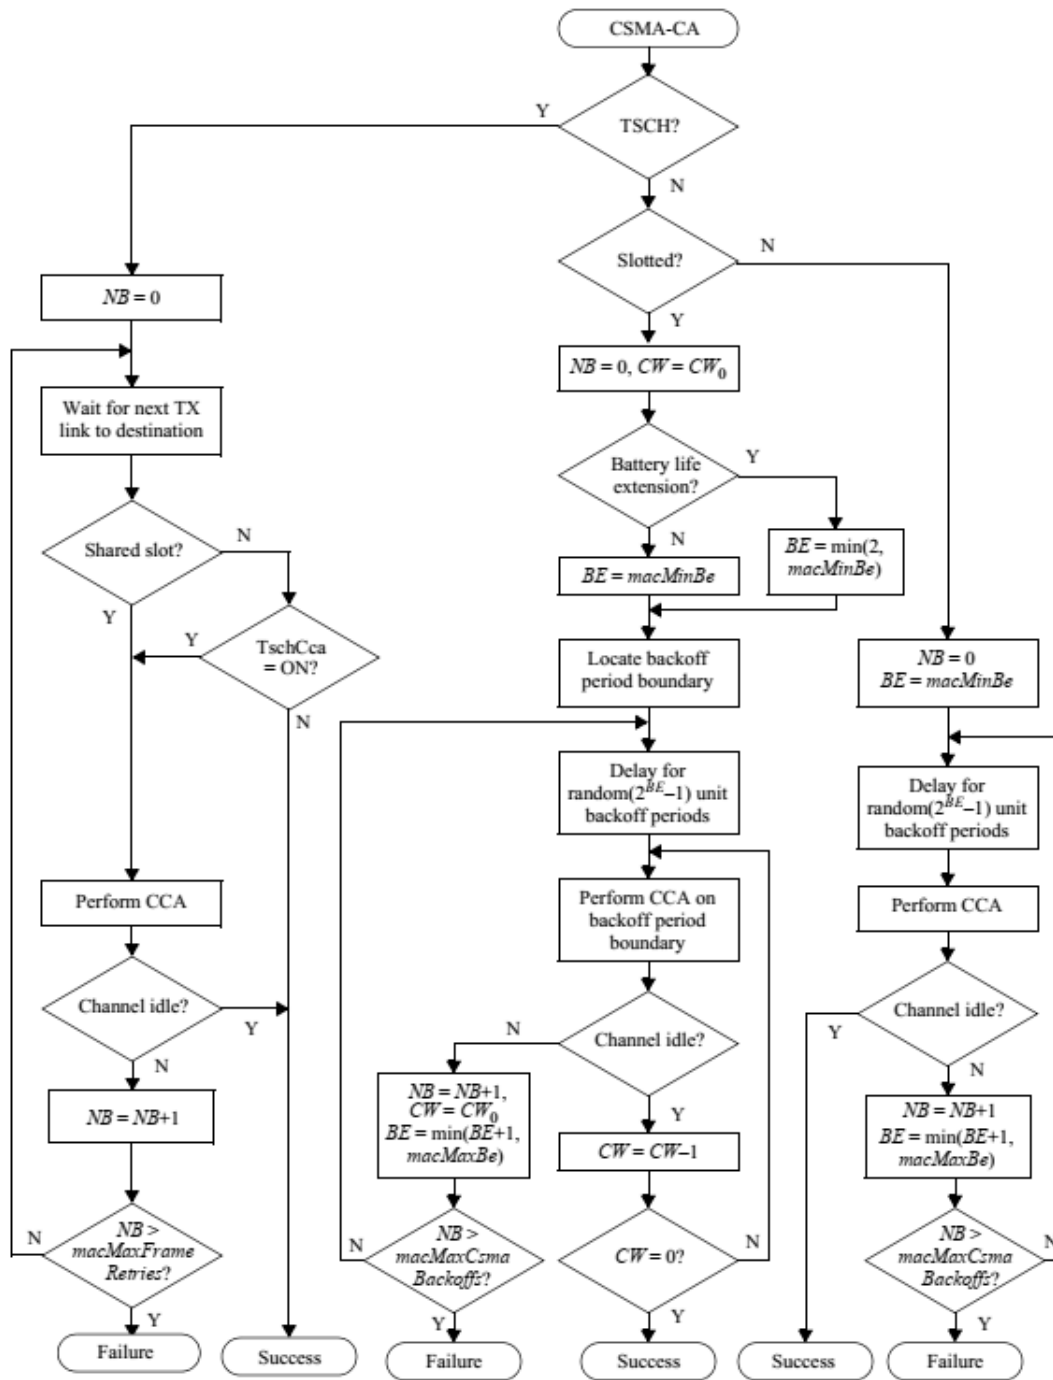 CSMA-CA
TSCH?
Y
N
Slotted?
N
Y
NB = 0
NB = 0, CW = CW₀
Wait for next TX
link to destination
Battery life
extension?
Y
N
Shared slot?
N
Y
BE = min(2,
macMinBe)
BE = macMinBe
TschCca
= ON?
Y
N
Locate backoff
period boundary
NB = 0
BE = macMinBe
Delay for
random(2^BE–1) unit
backoff periods
Delay for
random(2^BE–1) unit
backoff periods
Perform CCA
Perform CCA on
backoff period
boundary
Perform CCA
Channel idle?
Y
N
Channel idle?
N
Y
Channel idle?
Y
N
NB = NB+1
NB = NB+1,
CW = CW₀
BE = min(BE+1,
macMaxBe)
CW = CW–1
NB = NB+1
BE = min(BE+1,
macMaxBe)
NB >
macMaxFrame
Retries?
N
Y
NB >
macMaxCsma
Backoffs?
N
Y
CW = 0?
N
Y
NB >
macMaxCsma
Backoffs?
N
Y
Failure
Success
Failure
Success
Success
Failure